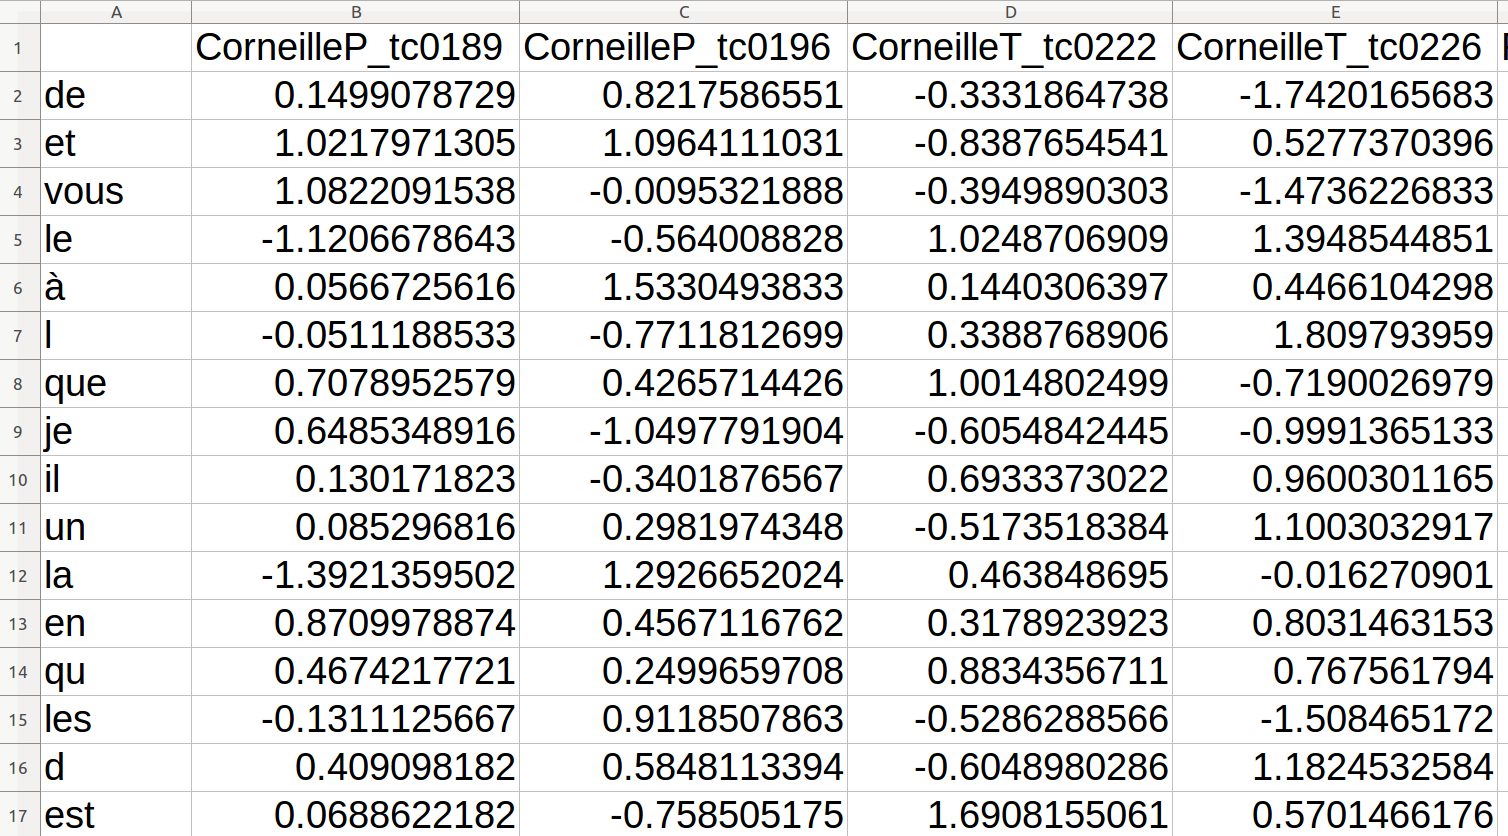 A B C D E
1 CorneilleP_tc0189 CorneilleP_tc0196 CorneilleT_tc0222 CorneilleT_tc0226
2 de 0.1499078729 0.8217586551 -0.3331864738 -1.7420165683
3 et 1.0217971305 1.0964111031 -0.8387654541 0.5277370396
4 vous 1.0822091538 -0.0095321888 -0.3949890303 -1.4736226833
5 le -1.1206678643 -0.564008828 1.0248706909 1.3948544851
6 à 0.0566725616 1.5330493833 0.1440306397 0.4466104298
7 l -0.0511188533 -0.7711812699 0.3388768906 1.809793959
8 que 0.7078952579 0.4265714426 1.0014802499 -0.7190026979
9 je 0.6485348916 -1.0497791904 -0.6054842445 -0.9991365133
10 il 0.130171823 -0.3401876567 0.6933373022 0.9600301165
11 un 0.085296816 0.2981974348 -0.5173518384 1.1003032917
12 la -1.3921359502 1.2926652024 0.463848695 -0.016270901
13 en 0.8709978874 0.4567116762 0.3178923923 0.8031463153
14 qu 0.4674217721 0.2499659708 0.8834356711 0.767561794
15 les -0.1311125667 0.9118507863 -0.5286288566 -1.508465172
16 d 0.409098182 0.5848113394 -0.6048980286 1.1824532584
17 est 0.0688622182 -0.758505175 1.6908155061 0.5701466176